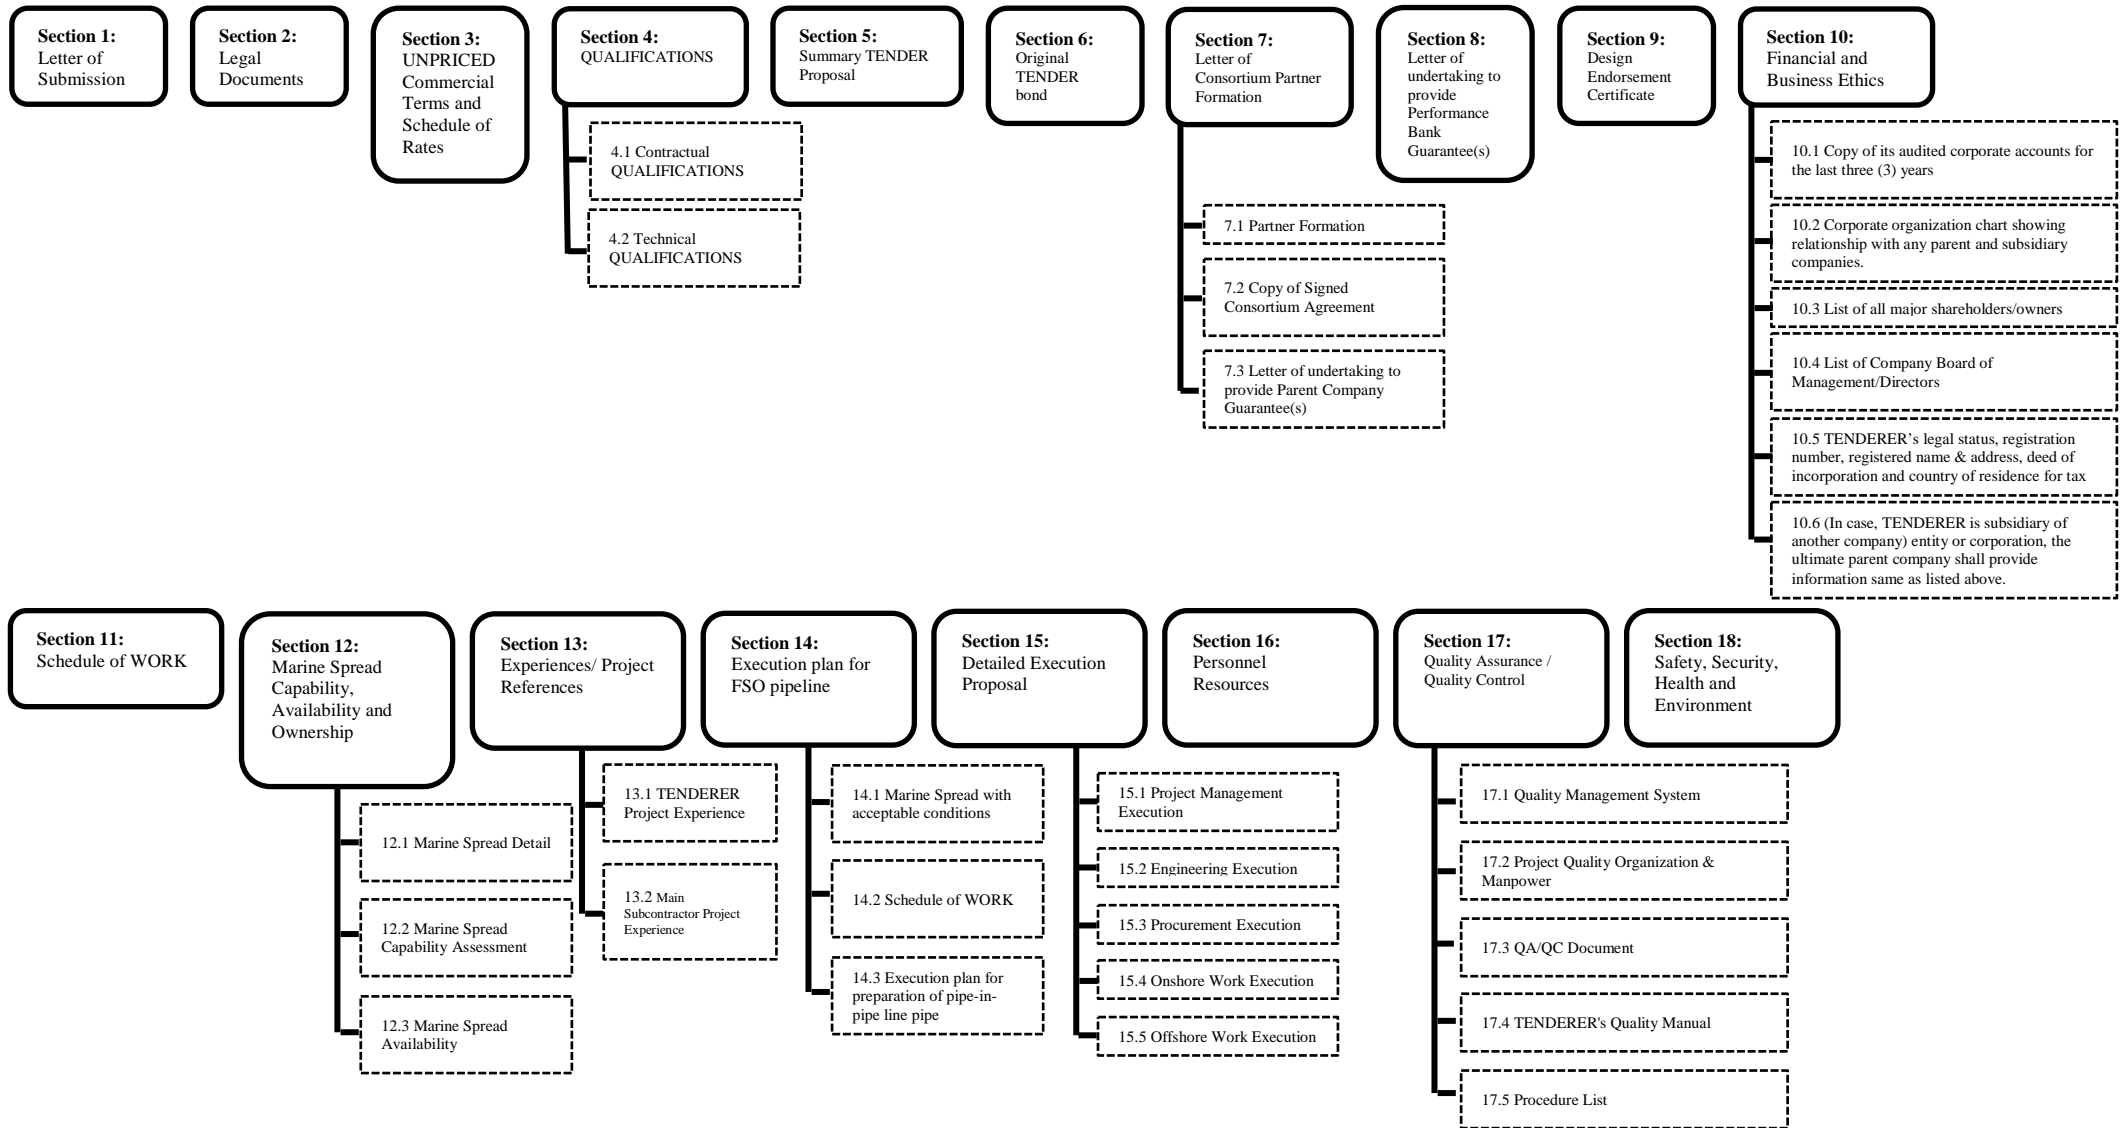 Section 1:
Letter of
Submission
Section 2:
Legal
Documents
Section 3:
UNPRICED
Commercial
Terms and
Schedule of
Rates
Section 4:
QUALIFICATIONS
4.1 Contractual
QUALIFICATIONS
4.2 Technical
QUALIFICATIONS
Section 5:
Summary TENDER
Proposal
Section 6:
Original
TENDER
bond
Section 7:
Letter of
Consortium Partner
Formation
7.1 Partner Formation
7.2 Copy of Signed
Consortium Agreement
7.3 Letter of undertaking to
provide Parent Company
Guarantee(s)
Section 8:
Letter of
undertaking to
provide
Performance
Bank
Guarantee(s)
Section 9:
Design
Endorsement
Certificate
Section 10:
Financial and
Business Ethics
10.1 Copy of its audited corporate accounts for
the last three (3) years
10.2 Corporate organization chart showing
relationship with any parent and subsidiary
companies.
10.3 List of all major shareholders/owners
10.4 List of Company Board of
Management/Directors
10.5 TENDERER’s legal status, registration
number, registered name & address, deed of
incorporation and country of residence for tax
10.6 (In case, TENDERER is subsidiary of
another company) entity or corporation, the
ultimate parent company shall provide
information same as listed above.
Section 11:
Schedule of WORK
Section 12:
Marine Spread
Capability,
Availability and
Ownership
12.1 Marine Spread Detail
12.2 Marine Spread
Capability Assessment
12.3 Marine Spread
Availability
Section 13:
Experiences/ Project
References
13.1 TENDERER
Project Experience
13.2 Main
Subcontractor Project
Experience
Section 14:
Execution plan for
FSO pipeline
14.1 Marine Spread with
acceptable conditions
14.2 Schedule of WORK
14.3 Execution plan for
preparation of pipe-in-
pipe line pipe
Section 15:
Detailed Execution
Proposal
15.1 Project Management
Execution
15.2 Engineering Execution
15.3 Procurement Execution
15.4 Onshore Work Execution
15.5 Offshore Work Execution
Section 16:
Personnel
Resources
Section 17:
Quality Assurance /
Quality Control
17.1 Quality Management System
17.2 Project Quality Organization &
Manpower
17.3 QA/QC Document
17.4 TENDERER's Quality Manual
17.5 Procedure List
Section 18:
Safety, Security,
Health and
Environment